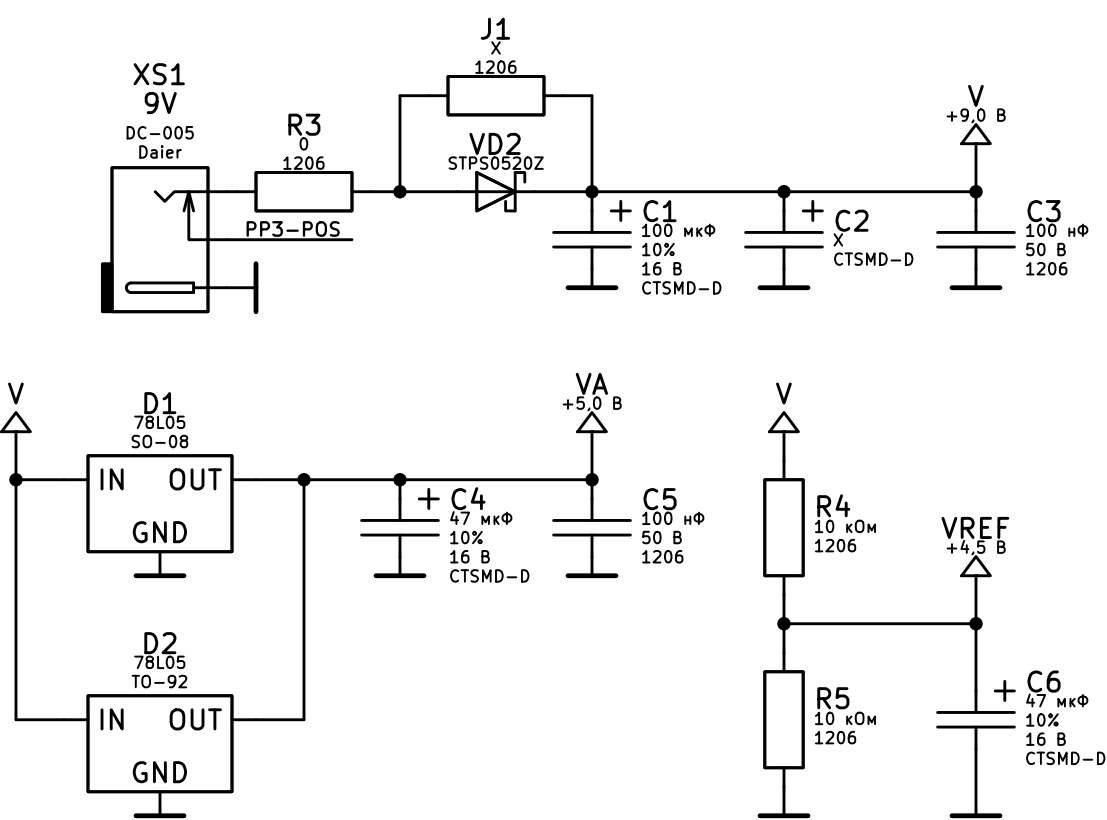 J1
X
1206
XS1
9V
DC-005
Daier
R3
0
1206
VD2
STPS0520Z
V
+9,0 В
PP3-POS
C1
100 мкФ
10%
16 В
CTSMD-D
C2
X
CTSMD-D
C3
100 нФ
50 В
1206
V
D1
78L05
SO-08
IN OUT
GND
VA
+5,0 В
C4
47 мкФ
10%
16 В
CTSMD-D
C5
100 нФ
50 В
1206
D2
78L05
TO-92
IN OUT
GND
V
R4
10 кОм
1206
VREF
+4,5 В
R5
10 кОм
1206
C6
47 мкФ
10%
16 В
CTSMD-D